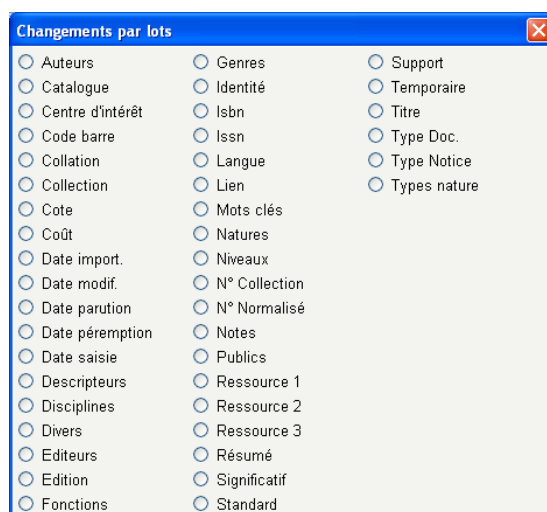 Changements par lots
Auteurs
Catalogue
Centre d'intérêt
Code barre
Collation
Collection
Cote
Coût
Date import.
Date modif.
Date parution
Date péremption
Date saisie
Descripteurs
Disciplines
Divers
Editeurs
Edition
Fonctions
Genres
Identité
Isbn
Issn
Langue
Lien
Mots clés
Natures
Niveaux
N° Collection
N° Normalisé
Notes
Publics
Ressource 1
Ressource 2
Ressource 3
Résumé
Significatif
Standard
Support
Temporaire
Titre
Type Doc.
Type Notice
Types nature